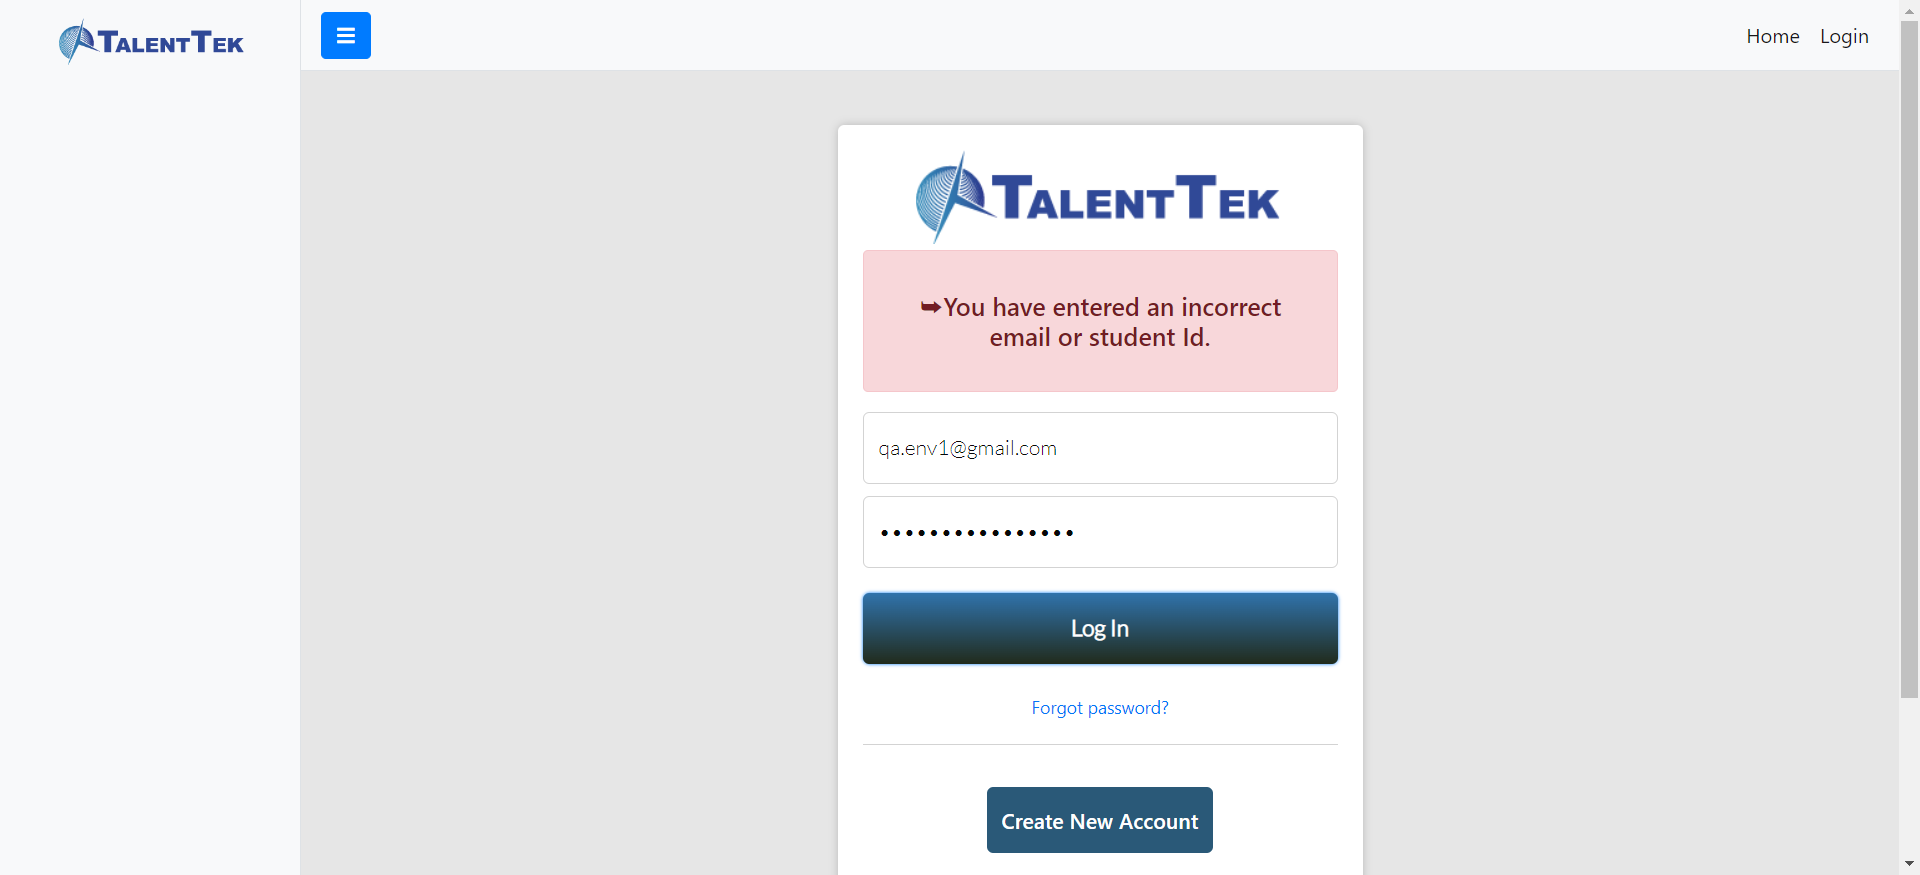 TALENTTEK
Home Login
TALENTTEK
➥You have entered an incorrect
email or student Id.
qa.env1@gmail.com
••••••••••••••••
Log In
Forgot password?
Create New Account